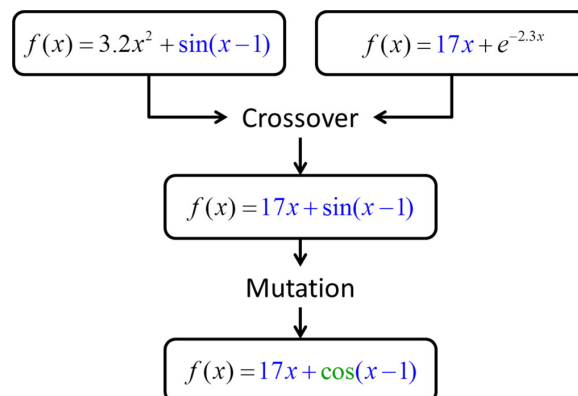 f(x) = 3.2x² + sin(x−1)
f(x) = 17x + e⁻²·³ˣ
Crossover
f(x) = 17x + sin(x−1)
Mutation
f(x) = 17x + cos(x−1)